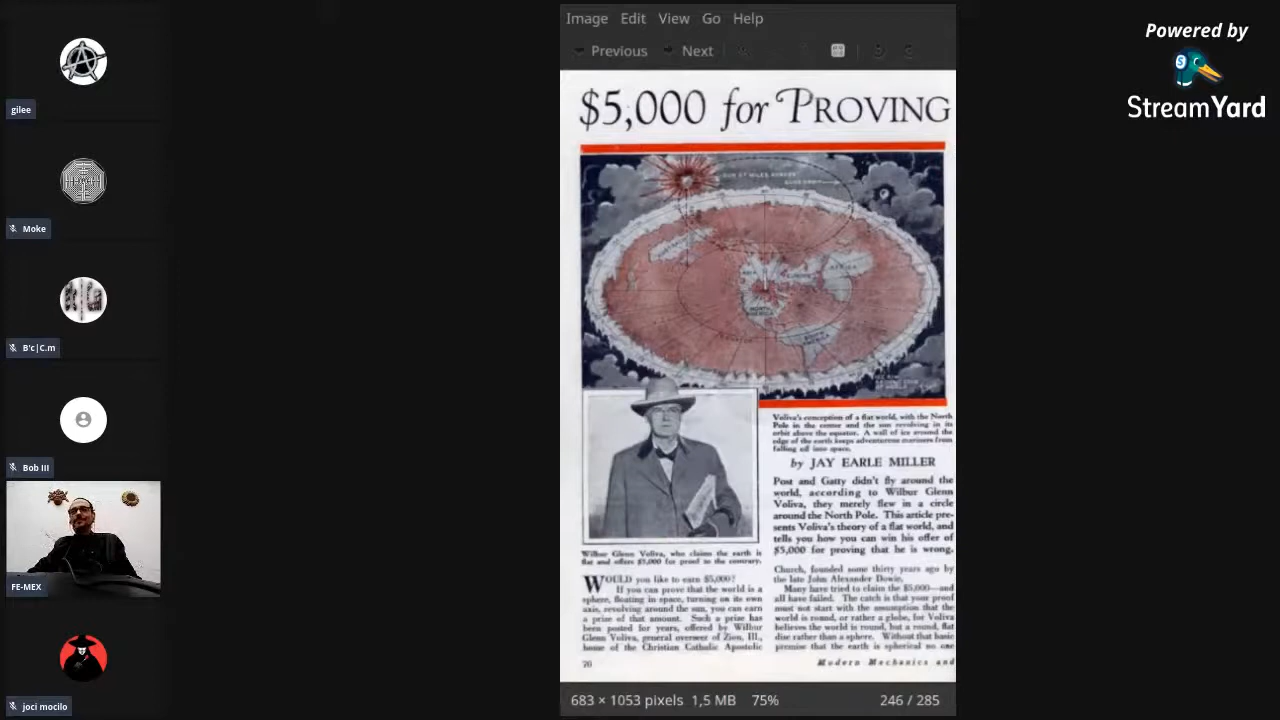 gilee
Moke
B'c|C.m
Bob III
FE-MEX
joci mocilo
Image Edit View Go Help
Previous Next
$5,000 for PROVING
SUN 27 MILES
AFRICA
EUROPE
ASIA
NORTH
AMERICA
SOUTH
AMERICA
Voliva's conception of a flat world, with the North
Pole in the center and the sun revolving in its
orbit above the equator. A wall of ice around the
edge of the earth keeps adventurous mariners from
falling off into space.
by JAY EARLE MILLER
Post and Gatty didn't fly around the
world, according to Wilbur Glenn
Voliva, they merely flew in a circle
around the North Pole. This article pre-
sents Voliva's theory of a flat world, and
tells you how you can win his offer of
$5,000 for proving that he is wrong.
Wilbur Glenn Voliva, who claims the earth is
flat and offers $5,000 for proof to the contrary.
WOULD you like to earn $5,000?
If you can prove that the world is a
sphere, floating in space, turning on its own
axis, revolving around the sun, you can earn
a prize of that amount. Such a prize has
been posted for years, offered by Wilbur
Glenn Voliva, general overseer of Zion, Ill.,
home of the Christian Catholic Apostolic
Church, founded some thirty years ago by
the late John Alexander Dowie.
Many have tried to claim the $5,000—and
all have failed. The catch is that your proof
must not start with the assumption that the
world is round, or rather a globe, for Voliva
believes the world is round, but a round, flat
disc rather than a sphere. Without that basic
premise that the earth is spherical no one
70
Modern Mechanics and
683 × 1053 pixels 1,5 MB 75% 246 / 285
Powered by
StreamYard